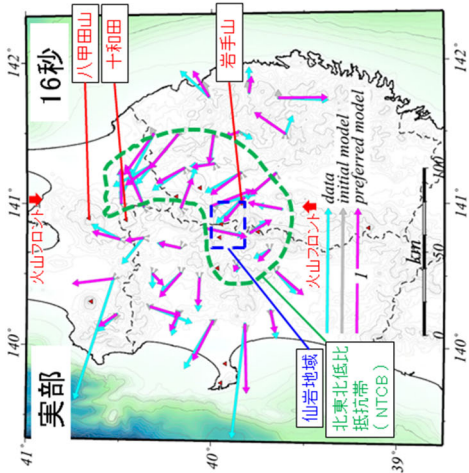 実部
16秒
八甲田山
十和田
岩手山
火山フロント
火山フロント
仙岩地域
北東北低比
抵抗帯
(NTCB)
data
initial model
preferred model
1
0
50
100
km
140°
141°
142°
41°
40°
39°